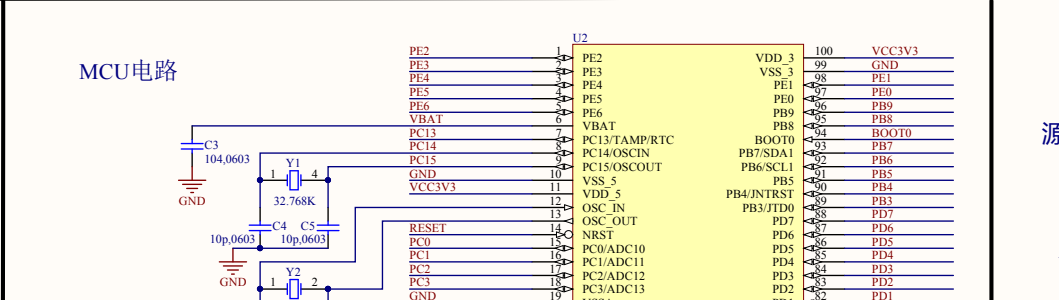 U2
MCU电路
PE2 1 PE2 VDD_3 100 VCC3V3
PE3 2 PE3 VSS_3 99 GND
PE4 3 PE4 PE1 98 PE1
PE5 4 PE5 PE0 97 PE0
PE6 5 PE6 PB9 96 PB9
VBAT 6 VBAT PB8 95 PB8
PC13 7 PC13/TAMP/RTC BOOT0 94 BOOT0
PC14 8 PC14/OSCIN PB7/SDA1 93 PB7
PC15 9 PC15/OSCOUT PB6/SCL1 92 PB6
GND 10 VSS_5 PB5 91 PB5
VCC3V3 11 VDD_5 PB4/JNTRST 90 PB4
12 OSC_IN PB3/JTD0 89 PB3
13 OSC_OUT PD7 88 PD7
RESET 14 NRST PD6 87 PD6
PC0 15 PC0/ADC10 PD5 86 PD5
PC1 16 PC1/ADC11 PD4 85 PD4
PC2 17 PC2/ADC12 PD3 84 PD3
PC3 18 PC3/ADC13 PD2 83 PD2
GND 19 82 PD1
C3
104,0603
GND
Y1
1 4
32.768K
C4 C5
10p,0603 10p,0603
GND
Y2
1 2
源